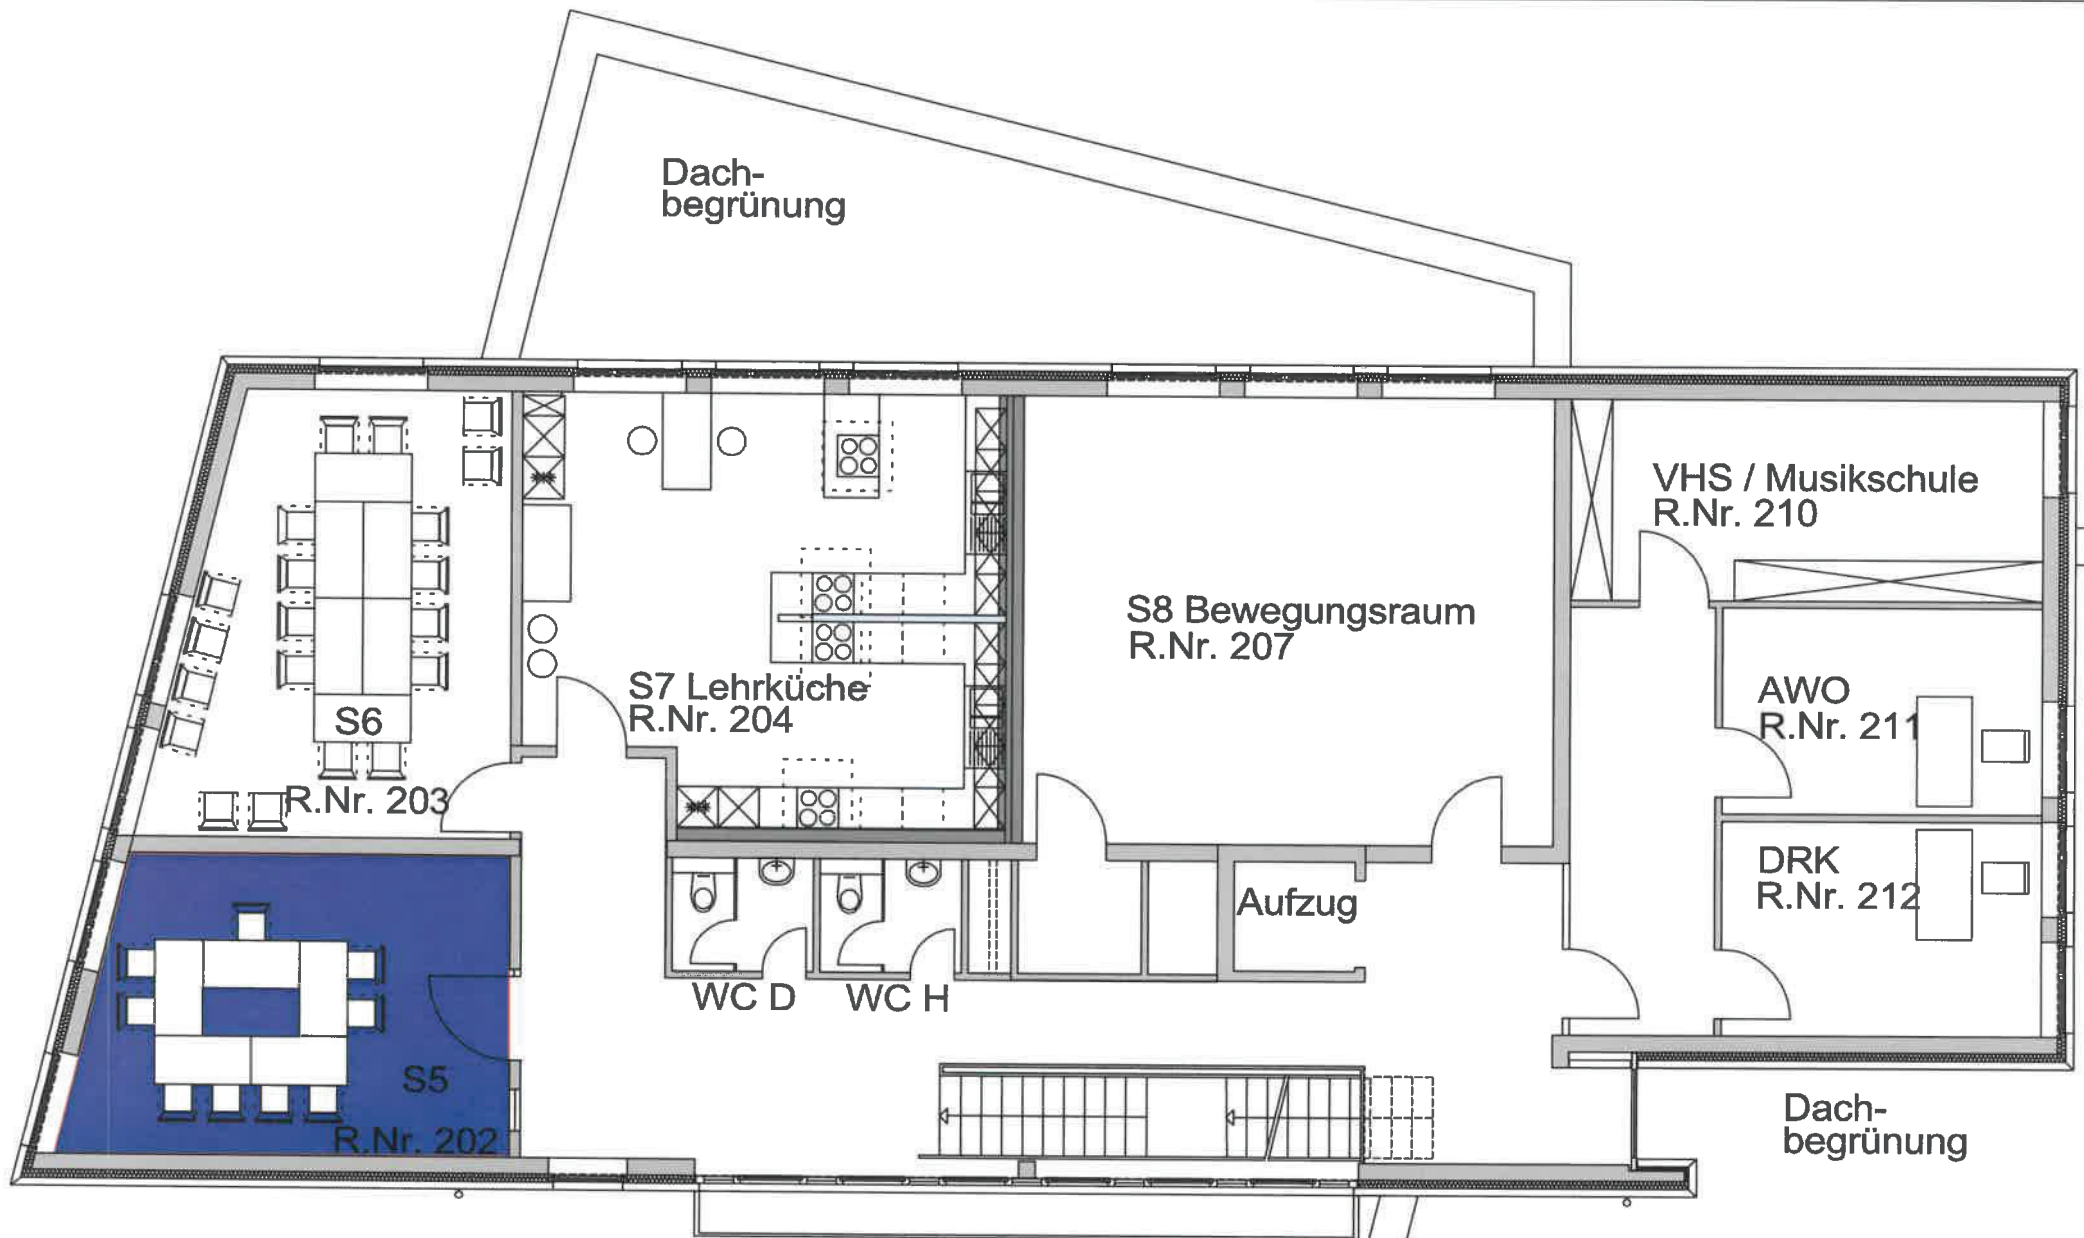 Dach-
begrünung
VHS / Musikschule
R.Nr. 210
S8 Bewegungsraum
R.Nr. 207
S7 Lehrküche
R.Nr. 204
S6
R.Nr. 203
AWO
R.Nr. 211
DRK
R.Nr. 212
Aufzug
WC D
WC H
S5
R.Nr. 202
Dach-
begrünung